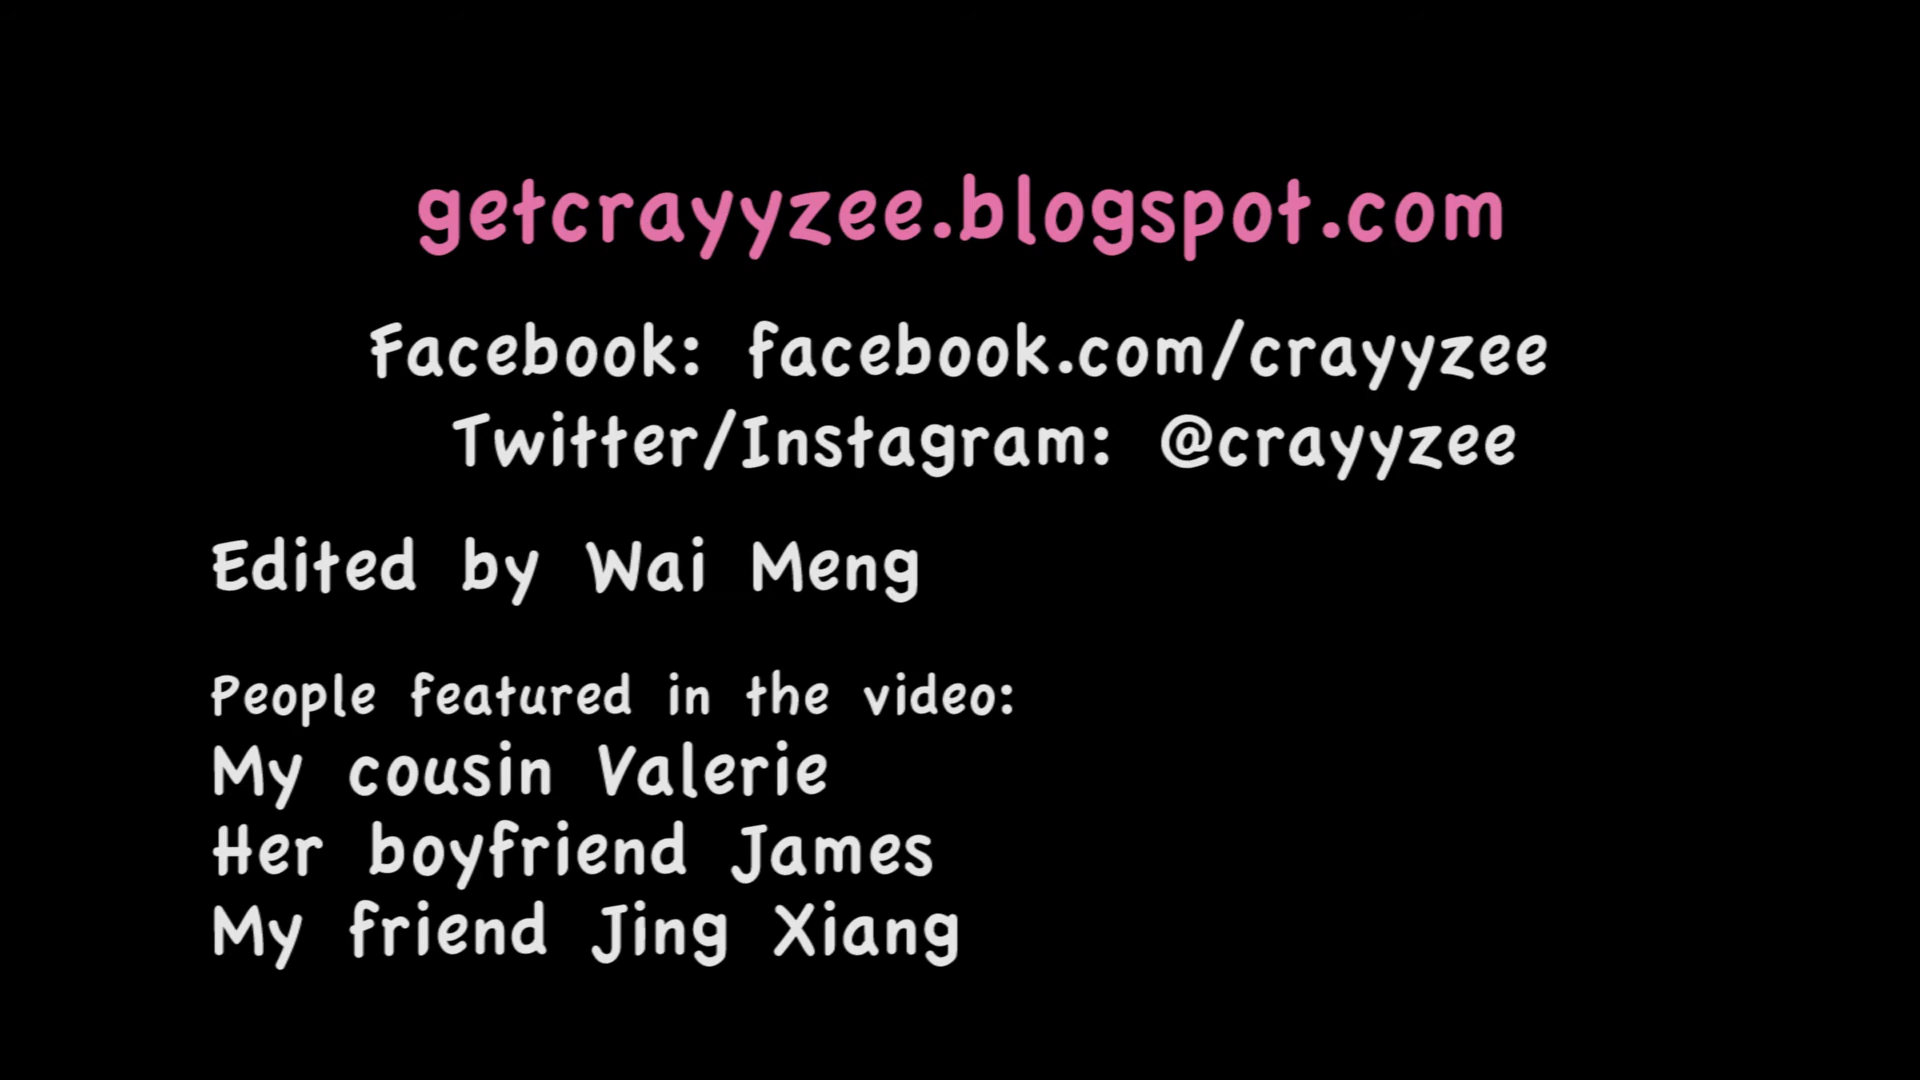 getcrayyzee.blogspot.com
Facebook: facebook.com/crayyzee
Twitter/Instagram: @crayyzee
Edited by Wai Meng
People featured in the video:
My cousin Valerie
Her boyfriend James
My friend Jing Xiang